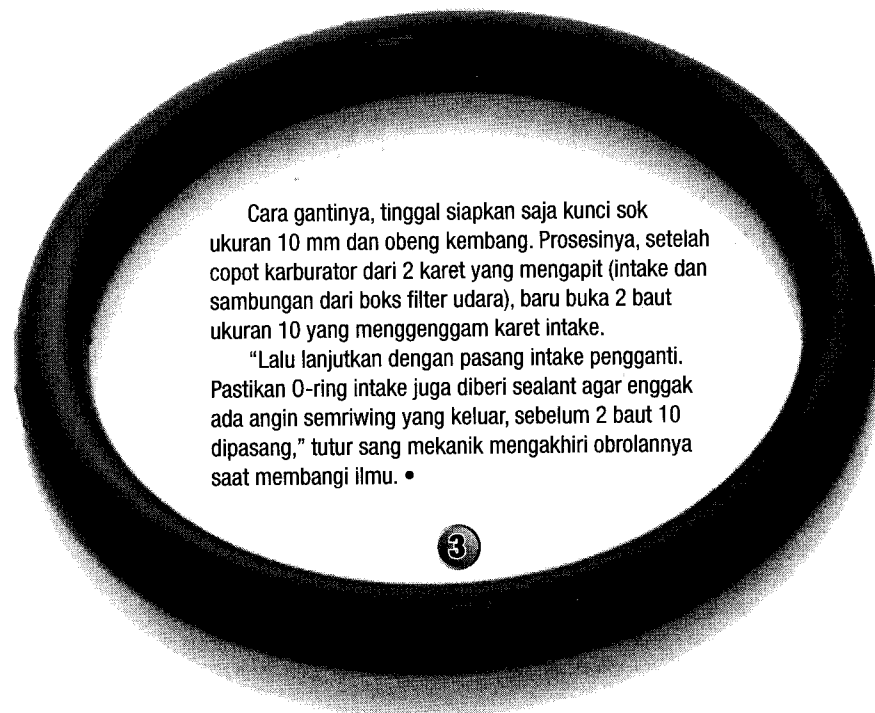 Cara gantinya, tinggal siapkan saja kunci sok
ukuran 10 mm dan obeng kembang. Prosesinya, setelah
copot karburator dari 2 karet yang mengapit (intake dan
sambungan dari boks filter udara), baru buka 2 baut
ukuran 10 yang menggenggam karet intake.
“Lalu lanjutkan dengan pasang intake pengganti.
Pastikan O-ring intake juga diberi sealant agar enggak
ada angin semriwing yang keluar, sebelum 2 baut 10
dipasang,” tutur sang mekanik mengakhiri obrolannya
saat membangi ilmu. •
3